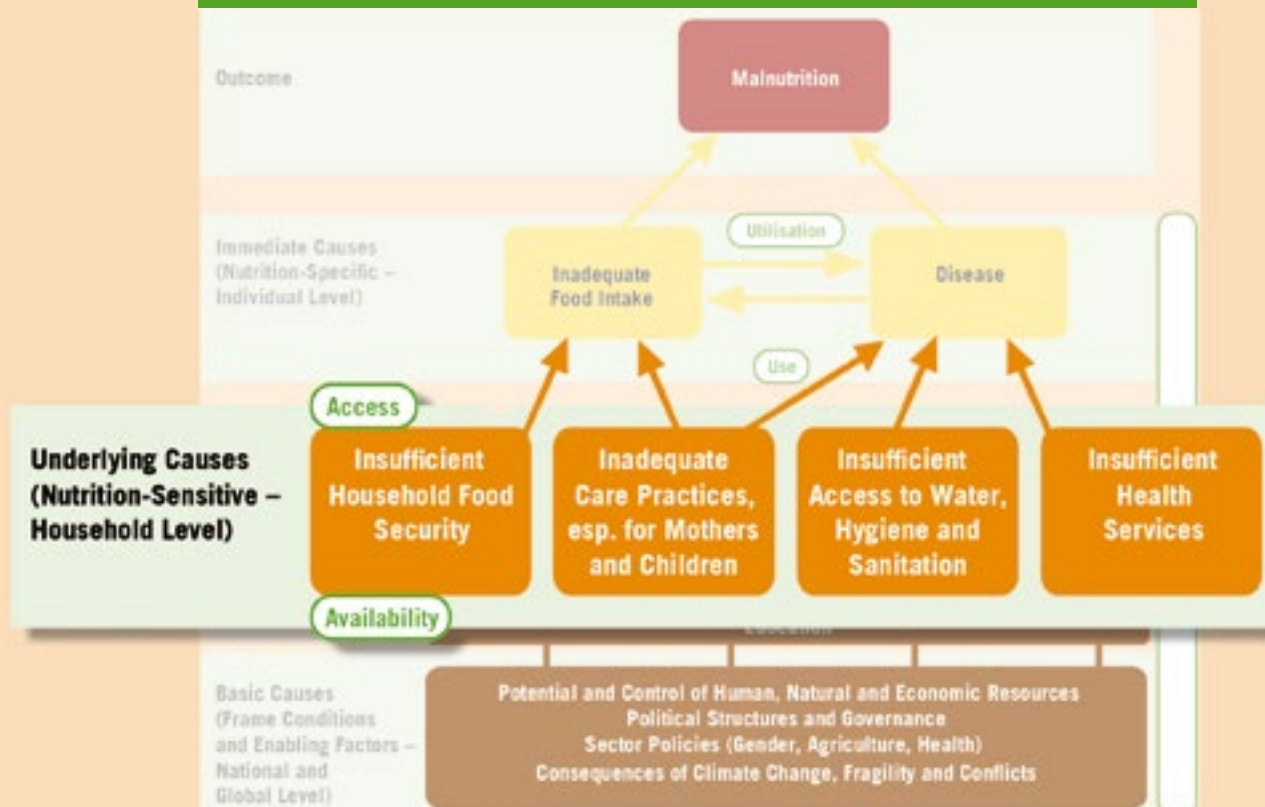 Outcome
Malnutrition
Immediate Causes
(Nutrition-Specific –
Individual Level)
Utilisation
Inadequate
Food Intake
Disease
Use
Access
Underlying Causes
(Nutrition-Sensitive –
Household Level)
Insufficient
Household Food
Security
Inadequate
Care Practices,
esp. for Mothers
and Children
Insufficient
Access to Water,
Hygiene and
Sanitation
Insufficient
Health
Services
Availability
Education
Basic Causes
(Frame Conditions
and Enabling Factors –
National and
Global Level)
Potential and Control of Human, Natural and Economic Resources
Political Structures and Governance
Sector Policies (Gender, Agriculture, Health)
Consequences of Climate Change, Fragility and Conflicts